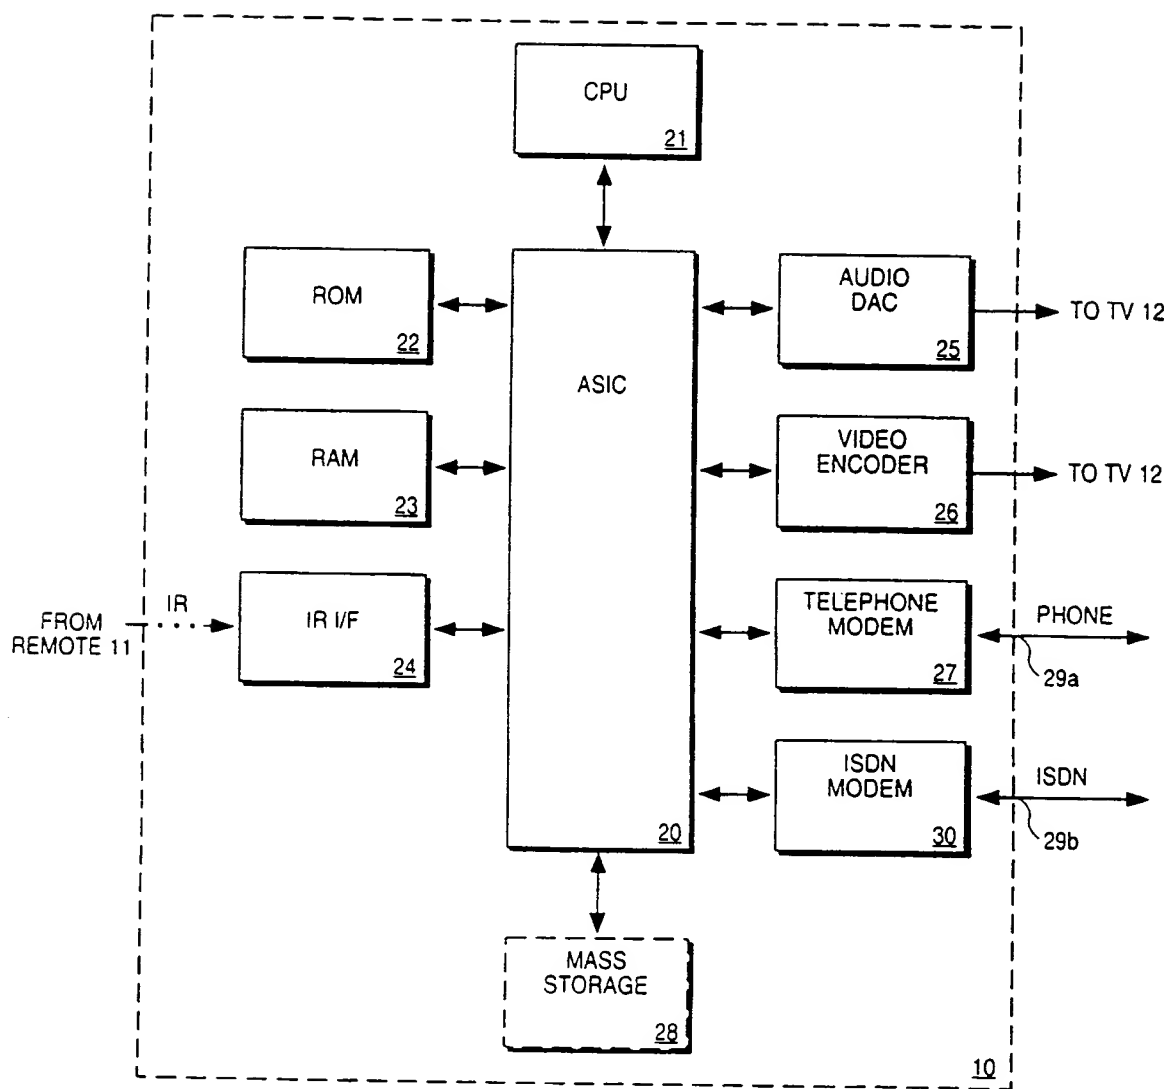 CPU
21
ROM
22
ASIC
20
AUDIO
DAC
25
TO TV 12
RAM
23
VIDEO
ENCODER
26
TO TV 12
FROM
REMOTE 11
IR
IR I/F
24
TELEPHONE
MODEM
27
PHONE
29a
ISDN
MODEM
30
ISDN
29b
MASS
STORAGE
28
10